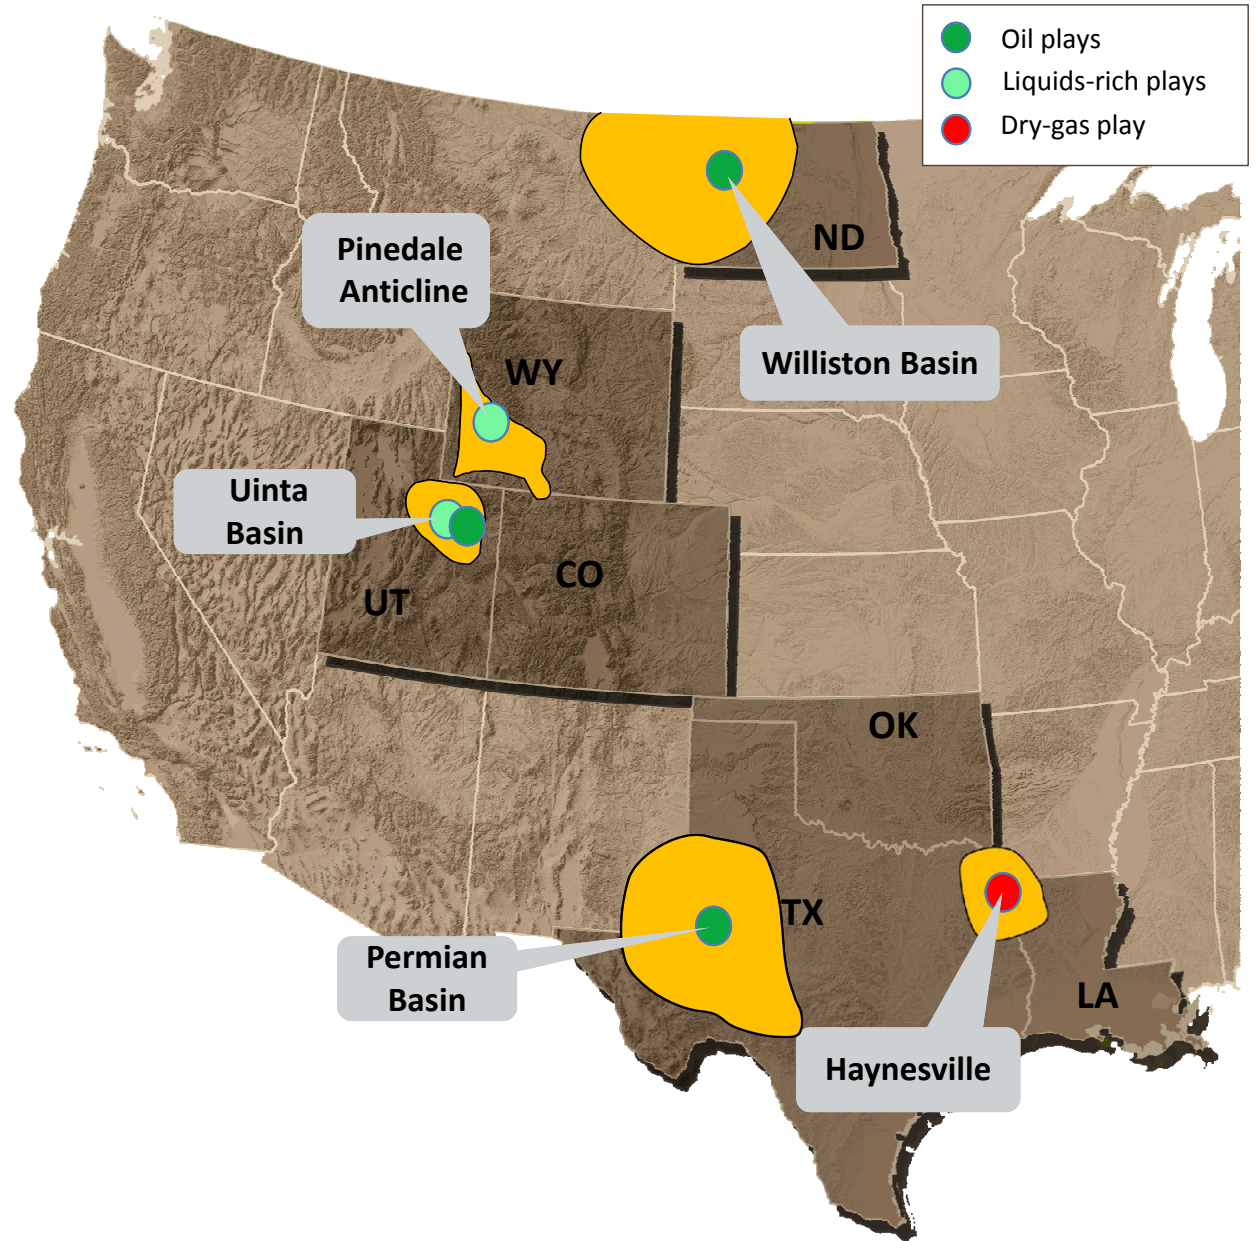 Oil plays
Liquids-rich plays
Dry-gas play
ND
Pinedale
Anticline
Williston Basin
WY
Uinta
Basin
CO
UT
OK
TX
Permian
Basin
LA
Haynesville